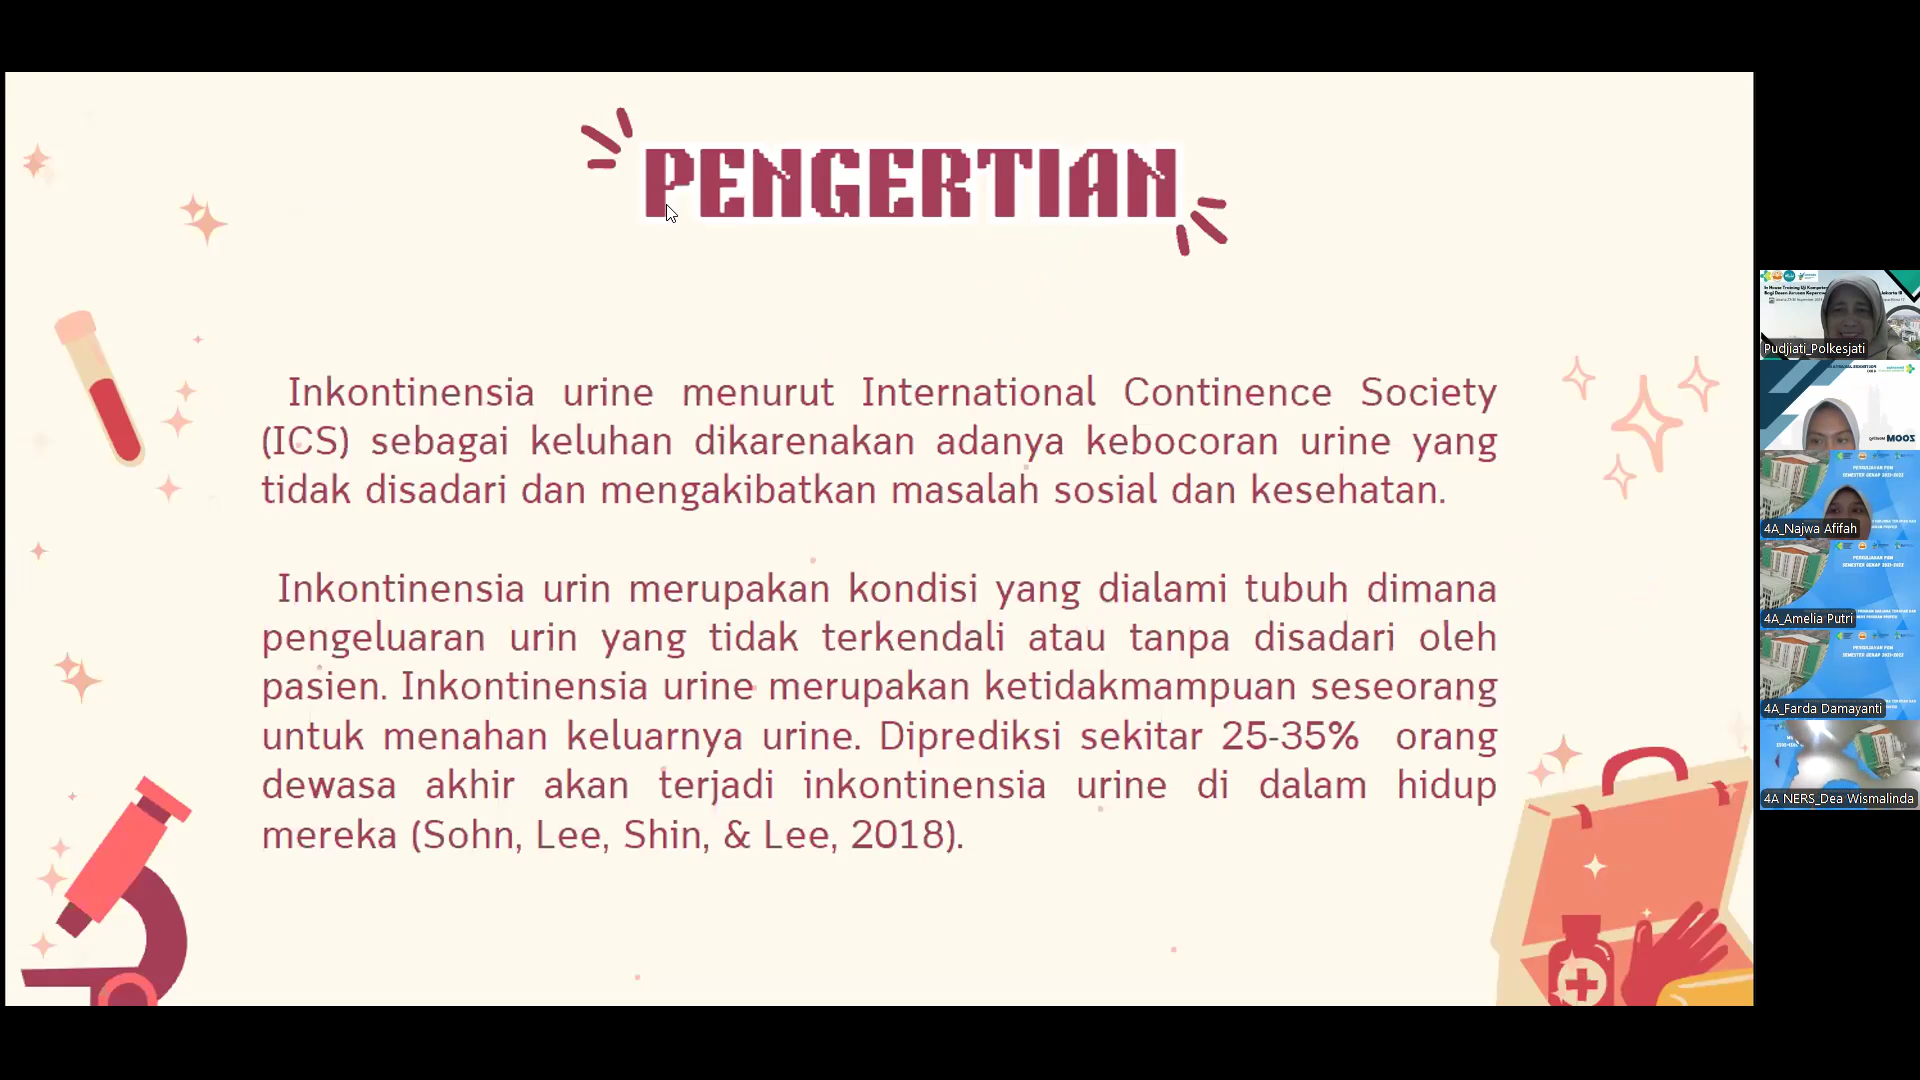 PENGERTIAN
Inkontinensia urine menurut International Continence Society
(ICS) sebagai keluhan dikarenakan adanya kebocoran urine yang
tidak disadari dan mengakibatkan masalah sosial dan kesehatan.
Inkontinensia urin merupakan kondisi yang dialami tubuh dimana
pengeluaran urin yang tidak terkendali atau tanpa disadari oleh
pasien. Inkontinensia urine merupakan ketidakmampuan seseorang
untuk menahan keluarnya urine. Diprediksi sekitar 25-35% orang
dewasa akhir akan terjadi inkontinensia urine di dalam hidup
mereka (Sohn, Lee, Shin, & Lee, 2018).
Pudjiati_Polkesjati
ZOOM
4A_Najwa Afifah
4A_Amelia Putri
4A_Farda Damayanti
4A NERS_Dea Wismalinda